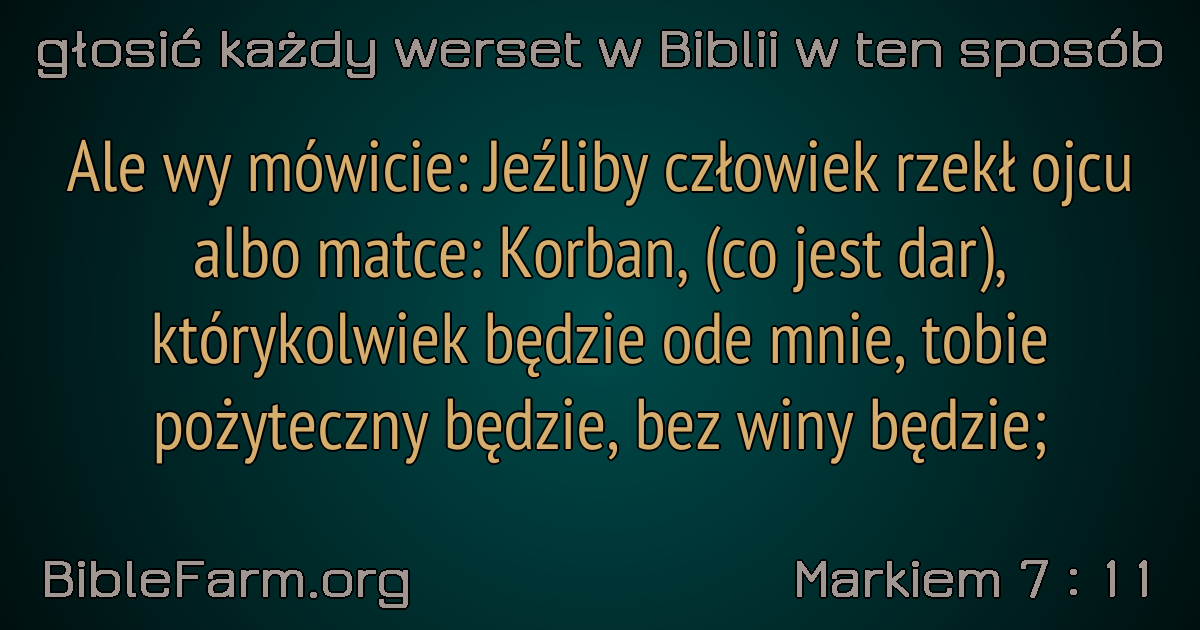 głosić każdy werset w Biblii w ten sposób
Ale wy mówicie: Jeźliby człowiek rzekł ojcu
albo matce: Korban, (co jest dar),
którykolwiek będzie ode mnie, tobie
pożyteczny będzie, bez winy będzie;
BibleFarm.org
Markiem 7 : 11